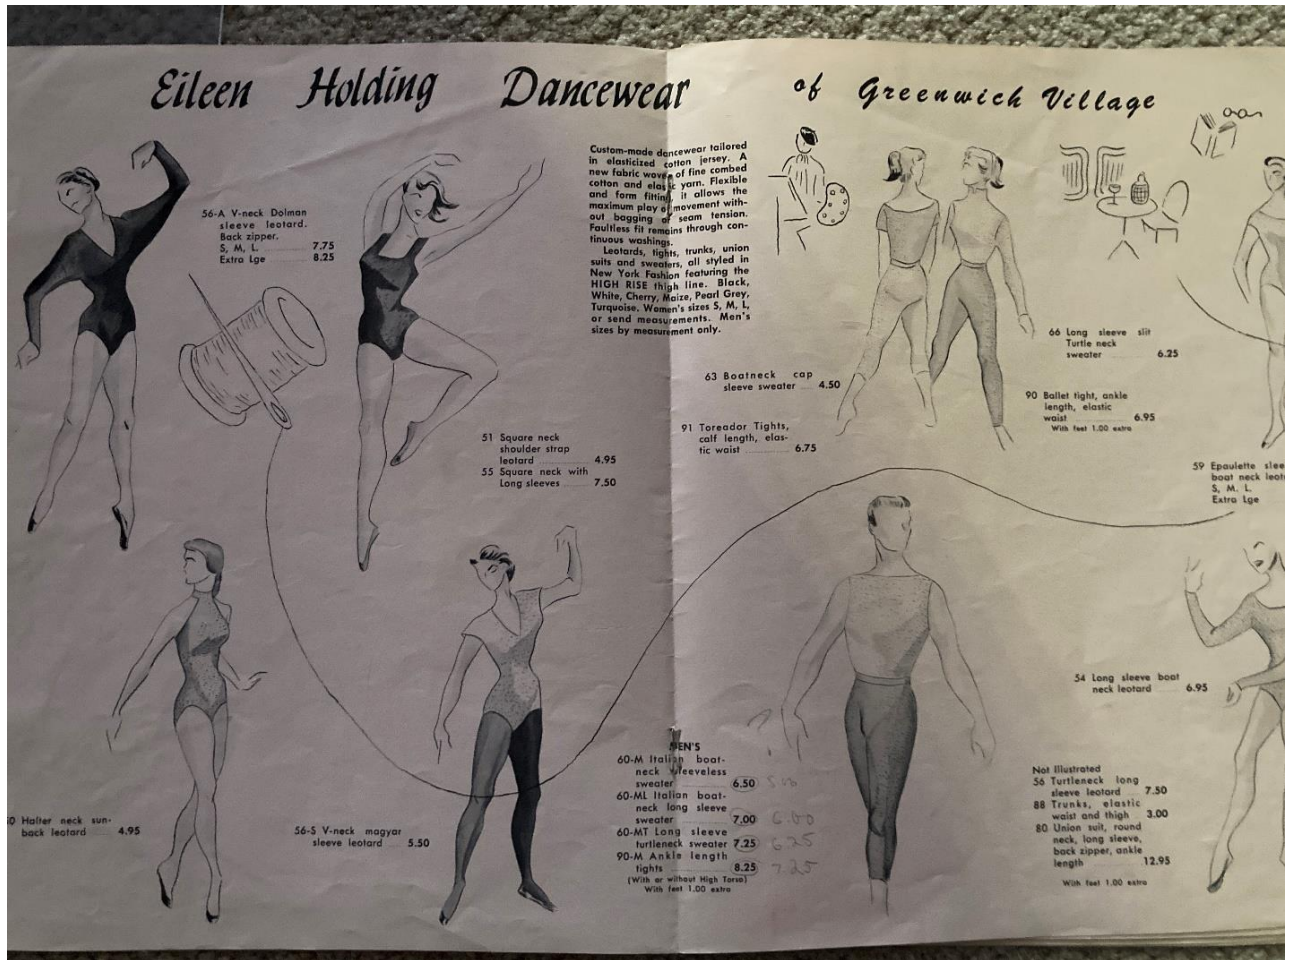 Eileen Holding Dancewear of Greenwich Village
56-A V-neck Dolman
sleeve leotard.
Back zipper.
S, M, L. 7.75
Extra Lge 8.25
Custom-made dancewear tailored
in elasticized cotton jersey. A
new fabric woven of fine combed
cotton and elastic yarn. Flexible
and form fitting, it allows the
maximum play of movement with-
out bagging or seam tension.
Faultless fit remains through con-
tinuous washings.
Leotards, tights, trunks, union
suits and sweaters, all styled in
New York Fashion featuring the
HIGH RISE thigh line. Black,
White, Cherry, Maize, Pearl Grey,
Turquoise. Women's sizes S, M, L,
or send measurements. Men's
sizes by measurement only.
51 Square neck
shoulder strap
leotard 4.95
55 Square neck with
Long sleeves 7.50
63 Boatneck cap
sleeve sweater 4.50
91 Toreador Tights,
calf length, elas-
tic waist 6.75
66 Long sleeve slit
Turtle neck
sweater 6.25
90 Ballet tight, ankle
length, elastic
waist 6.95
With feet 1.00 extra
59 Epaulette slee
boat neck leot
S, M, L.
Extra Lge
0 Halter neck sun-
back leotard 4.95
56-S V-neck magyar
sleeve leotard 5.50
MEN'S
60-M Italian boat-
neck sleeveless
sweater 6.50
60-ML Italian boat-
neck long sleeve
sweater 7.00 6.00
60-MT Long sleeve
turtleneck sweater 7.25 6.25
90-M Ankle length
tights 8.25 7.25
(With or without High Torso)
With feet 1.00 extra
?
54 Long sleeve boat
neck leotard 6.95
Not Illustrated
56 Turtleneck long
sleeve leotard 7.50
88 Trunks, elastic
waist and thigh 3.00
80 Union suit, round
neck, long sleeve,
back zipper, ankle
length 12.95
With feet 1.00 extra